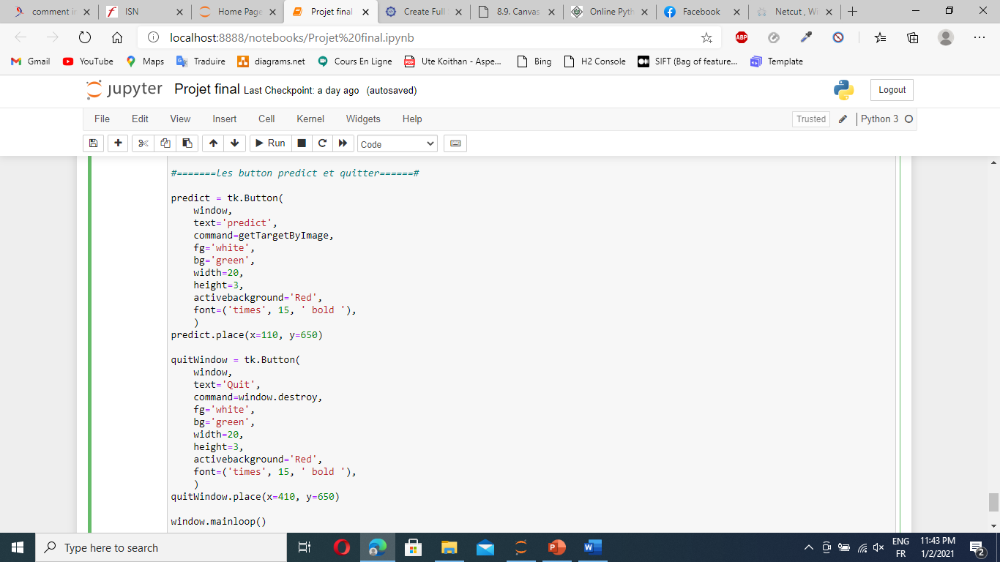 comment in
ISN
Home Page
Projet final
Create Full
8.9. Canvas
Online Pyth
Facebook
Netcut , Wi
localhost:8888/notebooks/Projet%20final.ipynb
ABP
Gmail
YouTube
Maps
Traduire
diagrams.net
Cours En Ligne
PDF
Ute Koithan - Aspe...
Bing
H2 Console
SIFT (Bag of feature...
Template
jupyter Projet final Last Checkpoint: a day ago (autosaved)
Logout
File Edit View Insert Cell Kernel Widgets Help
Trusted
Python 3
Run
Code
#=======Les button predict et quitter======#
predict = tk.Button(
    window,
    text='predict',
    command=getTargetByImage,
    fg='white',
    bg='green',
    width=20,
    height=3,
    activebackground='Red',
    font=('times', 15, ' bold '),
    )
predict.place(x=110, y=650)
quitWindow = tk.Button(
    window,
    text='Quit',
    command=window.destroy,
    fg='white',
    bg='green',
    width=20,
    height=3,
    activebackground='Red',
    font=('times', 15, ' bold '),
    )
quitWindow.place(x=410, y=650)
window.mainloop()
Type here to search
ENG
FR
11:43 PM
1/2/2021
2